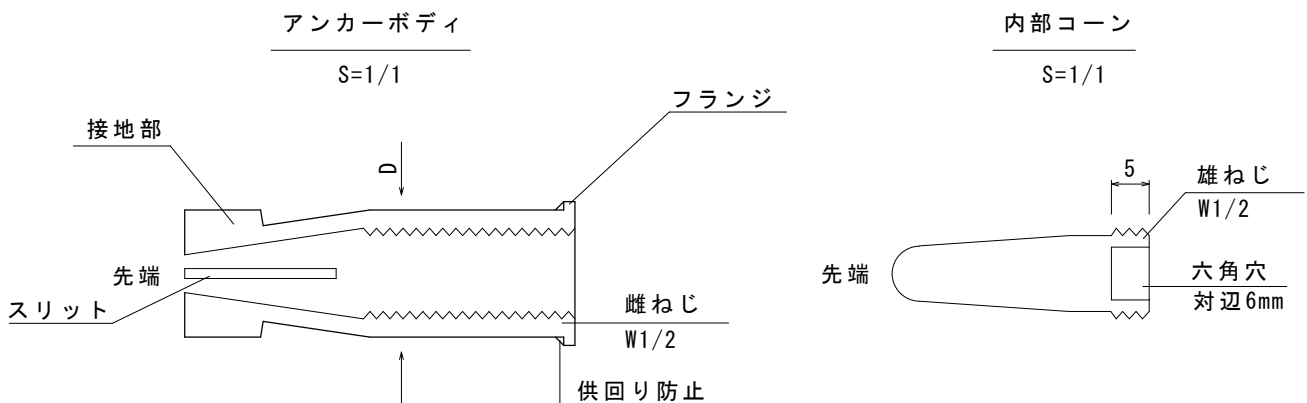 アンカーボディ
S=1/1
内部コーン
S=1/1
フランジ
接地部
D
5
雄ねじ
W1/2
先端
スリット
先端
六角穴
対辺6mm
雌ねじ
W1/2
供回り防止